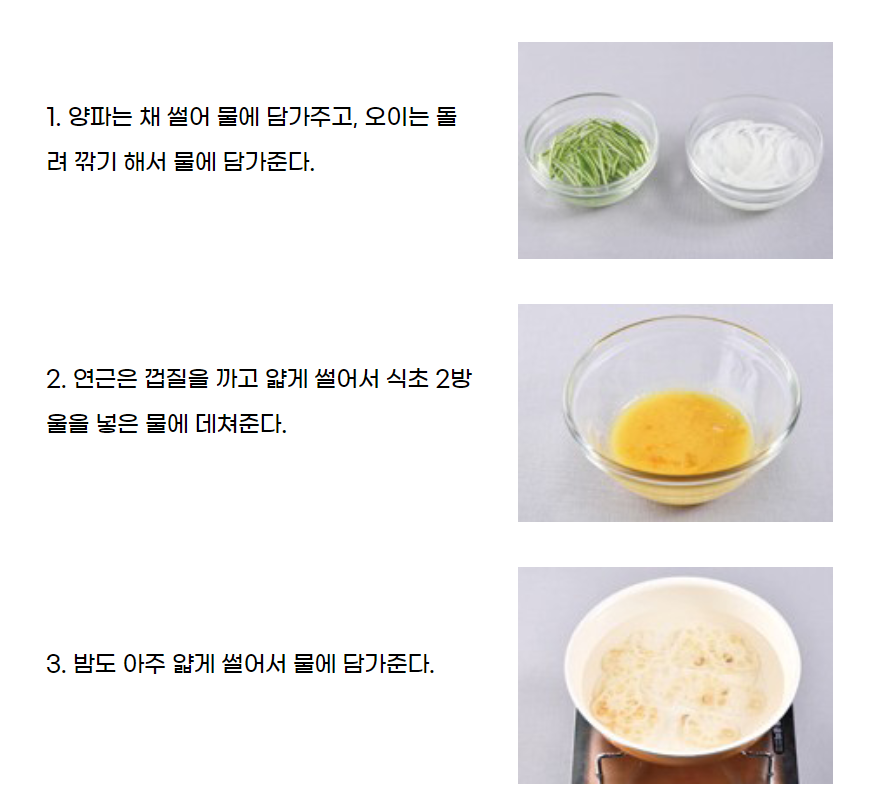 1. 양파는 채 썰어 물에 담가주고, 오이는 돌
려 깎기 해서 물에 담가준다.
2. 연근은 껍질을 까고 얇게 썰어서 식초 2방
울을 넣은 물에 데쳐준다.
3. 밤도 아주 얇게 썰어서 물에 담가준다.